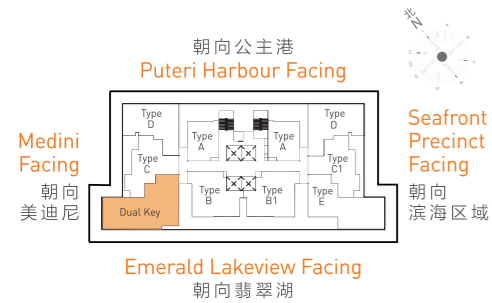 朝向公主港
Puteri Harbour Facing
北 N
Type D
Type D
Type A
Type A
Medini
Facing
朝向
美迪尼
Seafront
Precinct
Facing
朝向
滨海区域
Type C
Type C1
Dual Key
Type B
Type B1
Type E
Emerald Lakeview Facing
朝向翡翠湖